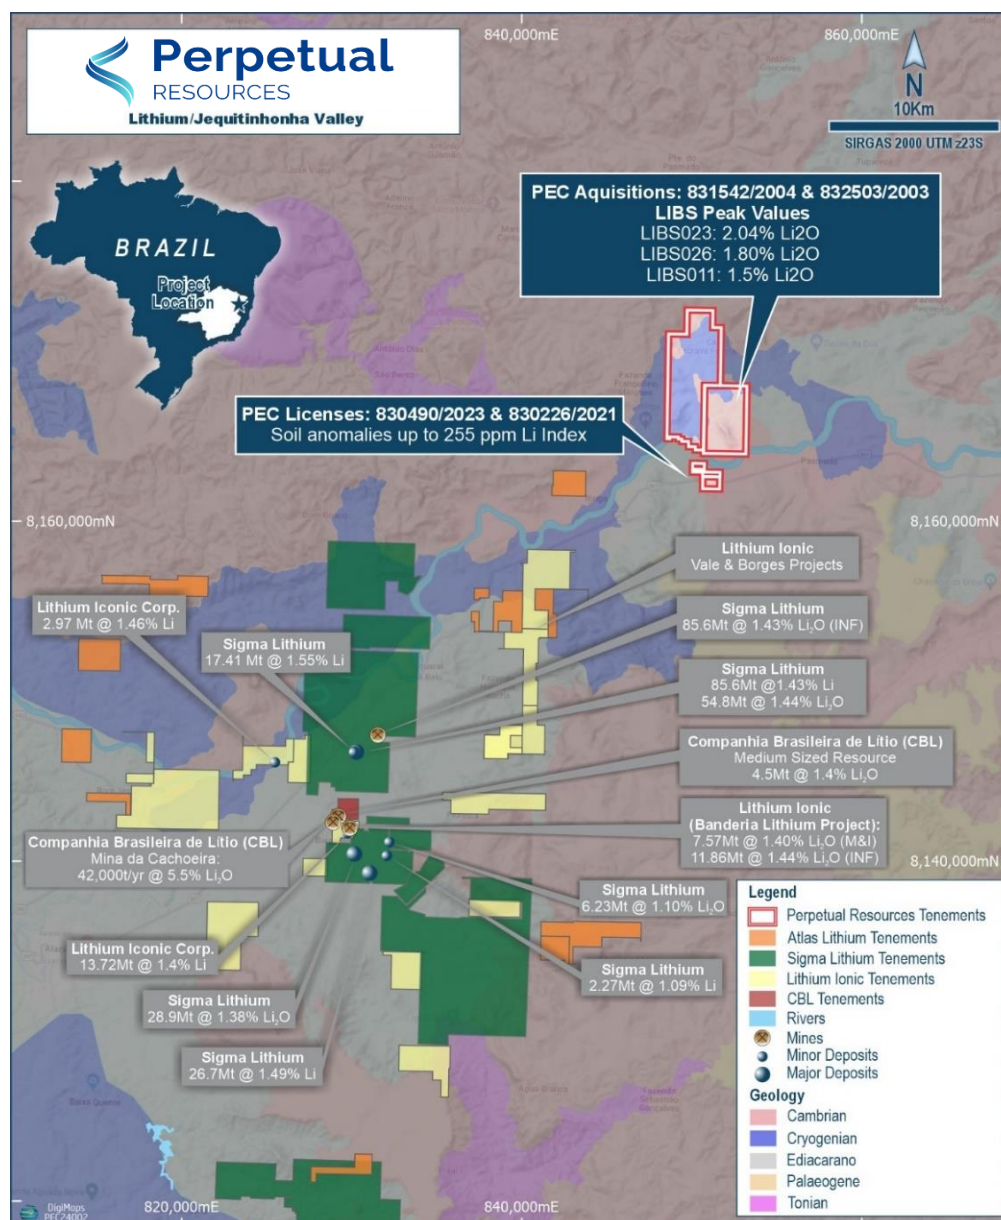 Perpetual
RESOURCES
Lithium/Jequitinhonha Valley
840,000mE
860,000mE
N
10Km
SIRGAS 2000 UTM z23S
BRAZIL
Project
Location
PEC Aquisitions: 831542/2004 & 832503/2003
LIBS Peak Values
LIBS023: 2.04% Li2O
LIBS026: 1.80% Li2O
LIBS011: 1.5% Li2O
PEC Licenses: 830490/2023 & 830226/2021
Soil anomalies up to 255 ppm Li Index
8,160,000mN
8,160,000mN
Lithium Ionic
Vale & Borges Projects
Lithium Iconic Corp.
2.97 Mt @ 1.46% Li
Sigma Lithium
17.41 Mt @ 1.55% Li
Sigma Lithium
85.6Mt @ 1.43% Li₂O (INF)
Sigma Lithium
85.6Mt @1.43% Li
54.8Mt @ 1.44% Li₂O
Companhia Brasileira de Lítio (CBL)
Medium Sized Resource
4.5Mt @ 1.4% Li₂O
Lithium Ionic
(Banderia Lithium Project):
7.57Mt @ 1.40% Li₂O (M&I)
11.86Mt @ 1.44% Li₂O (INF)
Companhia Brasileira de Lítio (CBL)
Mina da Cachoeira:
42,000t/yr @ 5.5% Li₂O
8,140,000mN
Sigma Lithium
6.23Mt @ 1.10% Li₂O
Lithium Iconic Corp.
13.72Mt @ 1.4% Li
Sigma Lithium
2.27Mt @ 1.09% Li
Sigma Lithium
28.9Mt @ 1.38% Li₂O
Sigma Lithium
26.7Mt @ 1.49% Li
Legend
Perpetual Resources Tenements
Atlas Lithium Tenements
Sigma Lithium Tenements
Lithium Ionic Tenements
CBL Tenements
Rivers
Mines
Minor Deposits
Major Deposits
Geology
Cambrian
Cryogenian
Ediacarano
Palaeogene
Tonian
820,000mE
840,000mE
DigiMaps
PEC24002